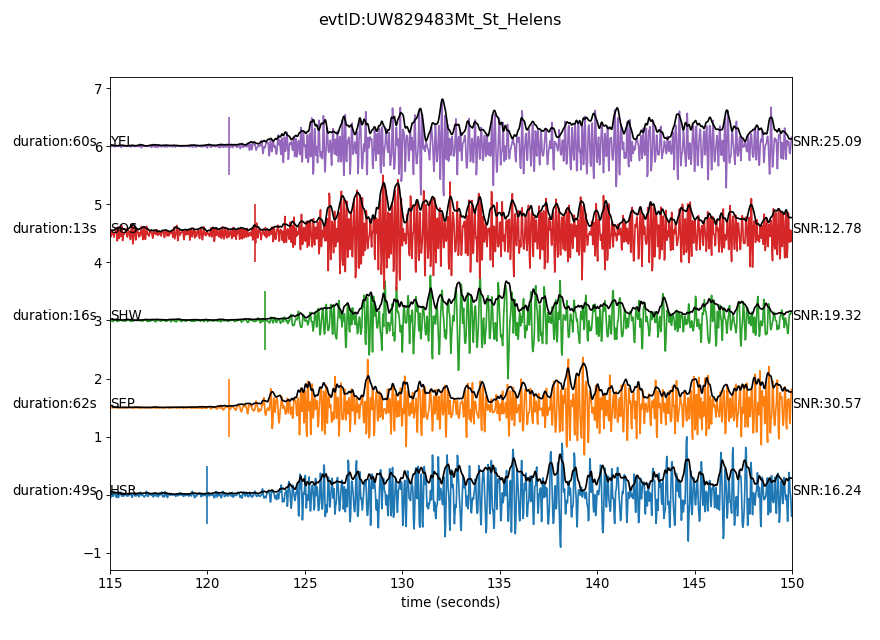 evtID:UW829483Mt_St_Helens
7
duration:60s YEL 6 SNR:25.09
5
duration:13s SOS SNR:12.78
4
duration:16s SHW 3 SNR:19.32
2
duration:62s SEP SNR:30.57
1
duration:49s HSR 0 SNR:16.24
−1
115 120 125 130 135 140 145 150
time (seconds)